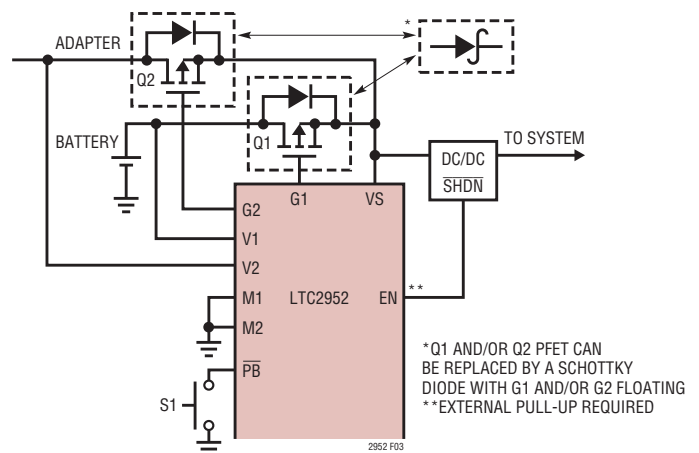 *
ADAPTER
Q2
BATTERY
Q1
TO SYSTEM
DC/DC
SHDN
G1
VS
G2
V1
V2
M1
LTC2952
EN
**
M2
PB
S1
*Q1 AND/OR Q2 PFET CAN
BE REPLACED BY A SCHOTTKY
DIODE WITH G1 AND/OR G2 FLOATING
**EXTERNAL PULL-UP REQUIRED
2952 F03